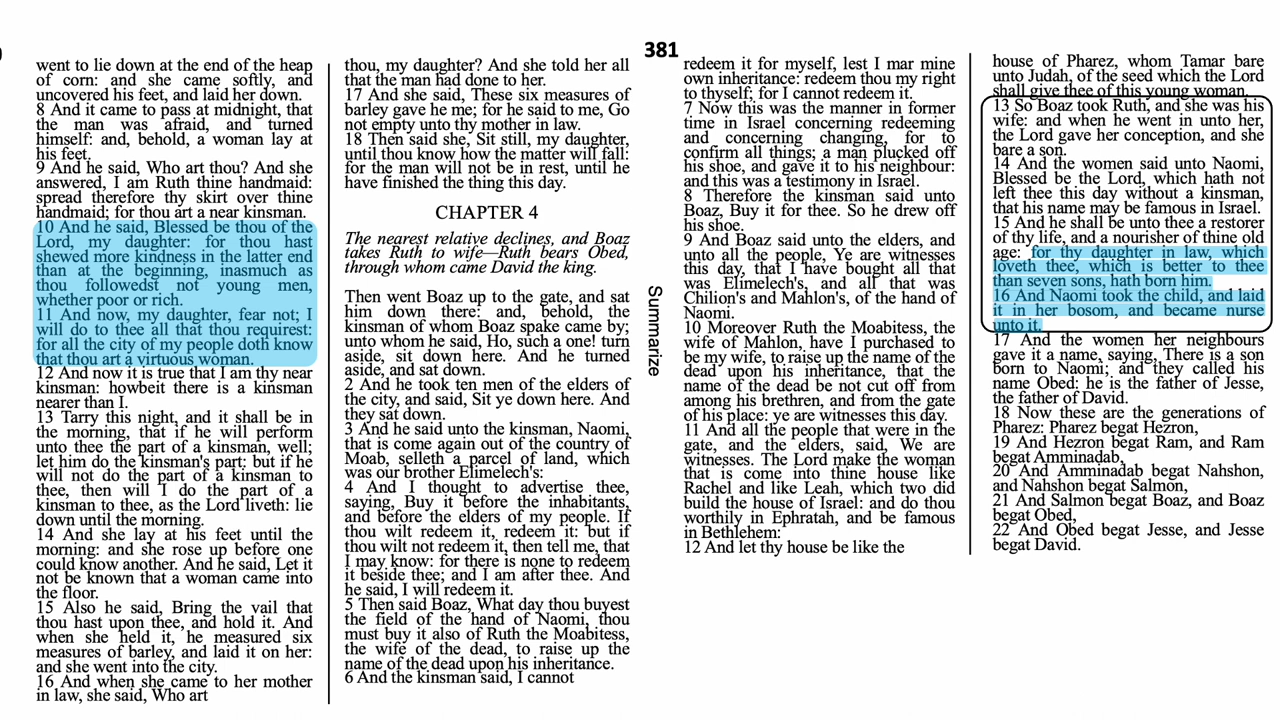 went to lie down at the end of the heap
of corn: and she came softly, and
uncovered his feet, and laid her down.
8 And it came to pass at midnight, that
the man was afraid, and turned
himself: and, behold, a woman lay at
his feet.
9 And he said, Who art thou? And she
answered, I am Ruth thine handmaid:
spread therefore thy skirt over thine
handmaid; for thou art a near kinsman.
10 And he said, Blessed be thou of the
Lord, my daughter: for thou hast
shewed more kindness in the latter end
than at the beginning, inasmuch as
thou followedst not young men,
whether poor or rich.
11 And now, my daughter, fear not; I
will do to thee all that thou requirest:
for all the city of my people doth know
that thou art a virtuous woman.
12 And now it is true that I am thy near
kinsman: howbeit there is a kinsman
nearer than I.
13 Tarry this night, and it shall be in
the morning, that if he will perform
unto thee the part of a kinsman, well;
let him do the kinsman's part: but if he
will not do the part of a kinsman to
thee, then will I do the part of a
kinsman to thee, as the Lord liveth: lie
down until the morning.
14 And she lay at his feet until the
morning: and she rose up before one
could know another. And he said, Let it
not be known that a woman came into
the floor.
15 Also he said, Bring the vail that
thou hast upon thee, and hold it. And
when she held it, he measured six
measures of barley, and laid it on her:
and she went into the city.
16 And when she came to her mother
in law, she said, Who art
thou, my daughter? And she told her all
that the man had done to her.
17 And she said, These six measures of
barley gave he me; for he said to me, Go
not empty unto thy mother in law.
18 Then said she, Sit still, my daughter,
until thou know how the matter will fall:
for the man will not be in rest, until he
have finished the thing this day.
CHAPTER 4
The nearest relative declines, and Boaz
takes Ruth to wife—Ruth bears Obed,
through whom came David the king.
Then went Boaz up to the gate, and sat
him down there: and, behold, the
kinsman of whom Boaz spake came by;
unto whom he said, Ho, such a one! turn
aside, sit down here. And he turned
aside, and sat down.
2 And he took ten men of the elders of
the city, and said, Sit ye down here. And
they sat down.
3 And he said unto the kinsman, Naomi,
that is come again out of the country of
Moab, selleth a parcel of land, which
was our brother Elimelech's:
4 And I thought to advertise thee,
saying, Buy it before the inhabitants,
and before the elders of my people. If
thou wilt redeem it, redeem it: but if
thou wilt not redeem it, then tell me, that
I may know: for there is none to redeem
it beside thee; and I am after thee. And
he said, I will redeem it.
5 Then said Boaz, What day thou buyest
the field of the hand of Naomi, thou
must buy it also of Ruth the Moabitess,
the wife of the dead, to raise up the
name of the dead upon his inheritance.
6 And the kinsman said, I cannot
381
Summarize
redeem it for myself, lest I mar mine
own inheritance: redeem thou my right
to thyself; for I cannot redeem it.
7 Now this was the manner in former
time in Israel concerning redeeming
and concerning changing, for to
confirm all things; a man plucked off
his shoe, and gave it to his neighbour:
and this was a testimony in Israel.
8 Therefore the kinsman said unto
Boaz, Buy it for thee. So he drew off
his shoe.
9 And Boaz said unto the elders, and
unto all the people, Ye are witnesses
this day, that I have bought all that
was Elimelech's, and all that was
Chilion's and Mahlon's, of the hand of
Naomi.
10 Moreover Ruth the Moabitess, the
wife of Mahlon, have I purchased to
be my wife, to raise up the name of the
dead upon his inheritance, that the
name of the dead be not cut off from
among his brethren, and from the gate
of his place: ye are witnesses this day.
11 And all the people that were in the
gate, and the elders, said, We are
witnesses. The Lord make the woman
that is come into thine house like
Rachel and like Leah, which two did
build the house of Israel: and do thou
worthily in Ephratah, and be famous
in Bethlehem:
12 And let thy house be like the
house of Pharez, whom Tamar bare
unto Judah, of the seed which the Lord
shall give thee of this young woman.
13 So Boaz took Ruth, and she was his
wife: and when he went in unto her,
the Lord gave her conception, and she
bare a son.
14 And the women said unto Naomi,
Blessed be the Lord, which hath not
left thee this day without a kinsman,
that his name may be famous in Israel.
15 And he shall be unto thee a restorer
of thy life, and a nourisher of thine old
age: for thy daughter in law, which
loveth thee, which is better to thee
than seven sons, hath born him.
16 And Naomi took the child, and laid
it in her bosom, and became nurse
unto it.
17 And the women her neighbours
gave it a name, saying, There is a son
born to Naomi; and they called his
name Obed: he is the father of Jesse,
the father of David.
18 Now these are the generations of
Pharez: Pharez begat Hezron,
19 And Hezron begat Ram, and Ram
begat Amminadab,
20 And Amminadab begat Nahshon,
and Nahshon begat Salmon,
21 And Salmon begat Boaz, and Boaz
begat Obed,
22 And Obed begat Jesse, and Jesse
begat David.